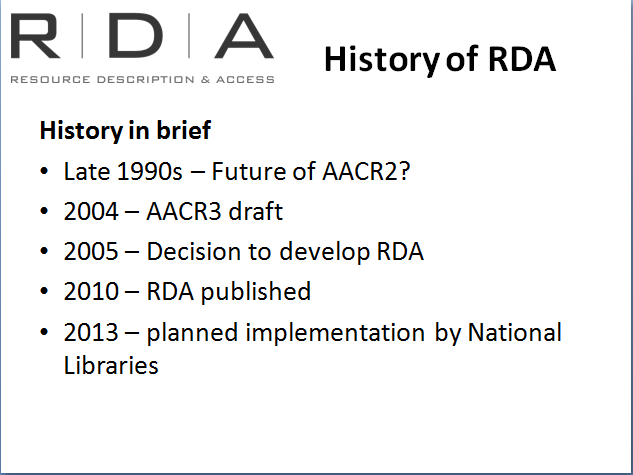 R|D|A
RESOURCE DESCRIPTION & ACCESS
History of RDA
History in brief
• Late 1990s – Future of AACR2?
• 2004 – AACR3 draft
• 2005 – Decision to develop RDA
• 2010 – RDA published
• 2013 – planned implementation by National
Libraries